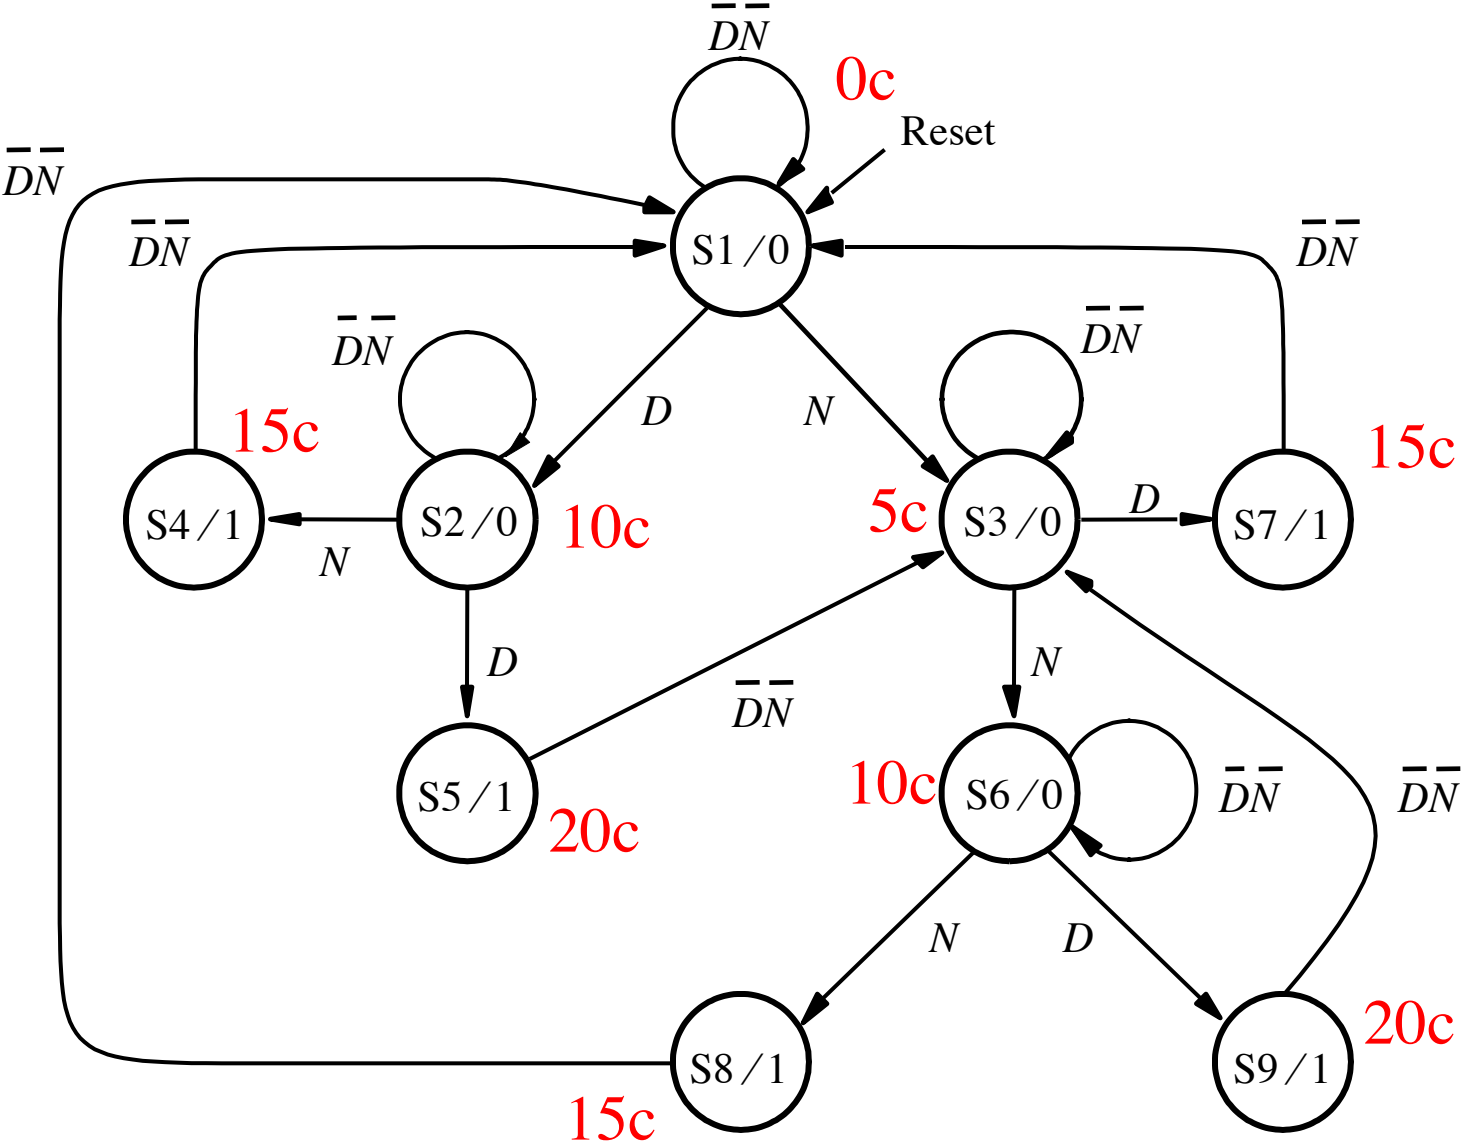 D̅N̅
0c
Reset
D̅N̅
D̅N̅
S1/0
D̅N̅
D̅N̅
D̅N̅
D
N
15c
15c
S4/1
S2/0
10c
5c
S3/0
D
S7/1
N
D
N
D̅N̅
S5/1
20c
10c
S6/0
D̅N̅
D̅N̅
N
D
S8/1
15c
S9/1
20c